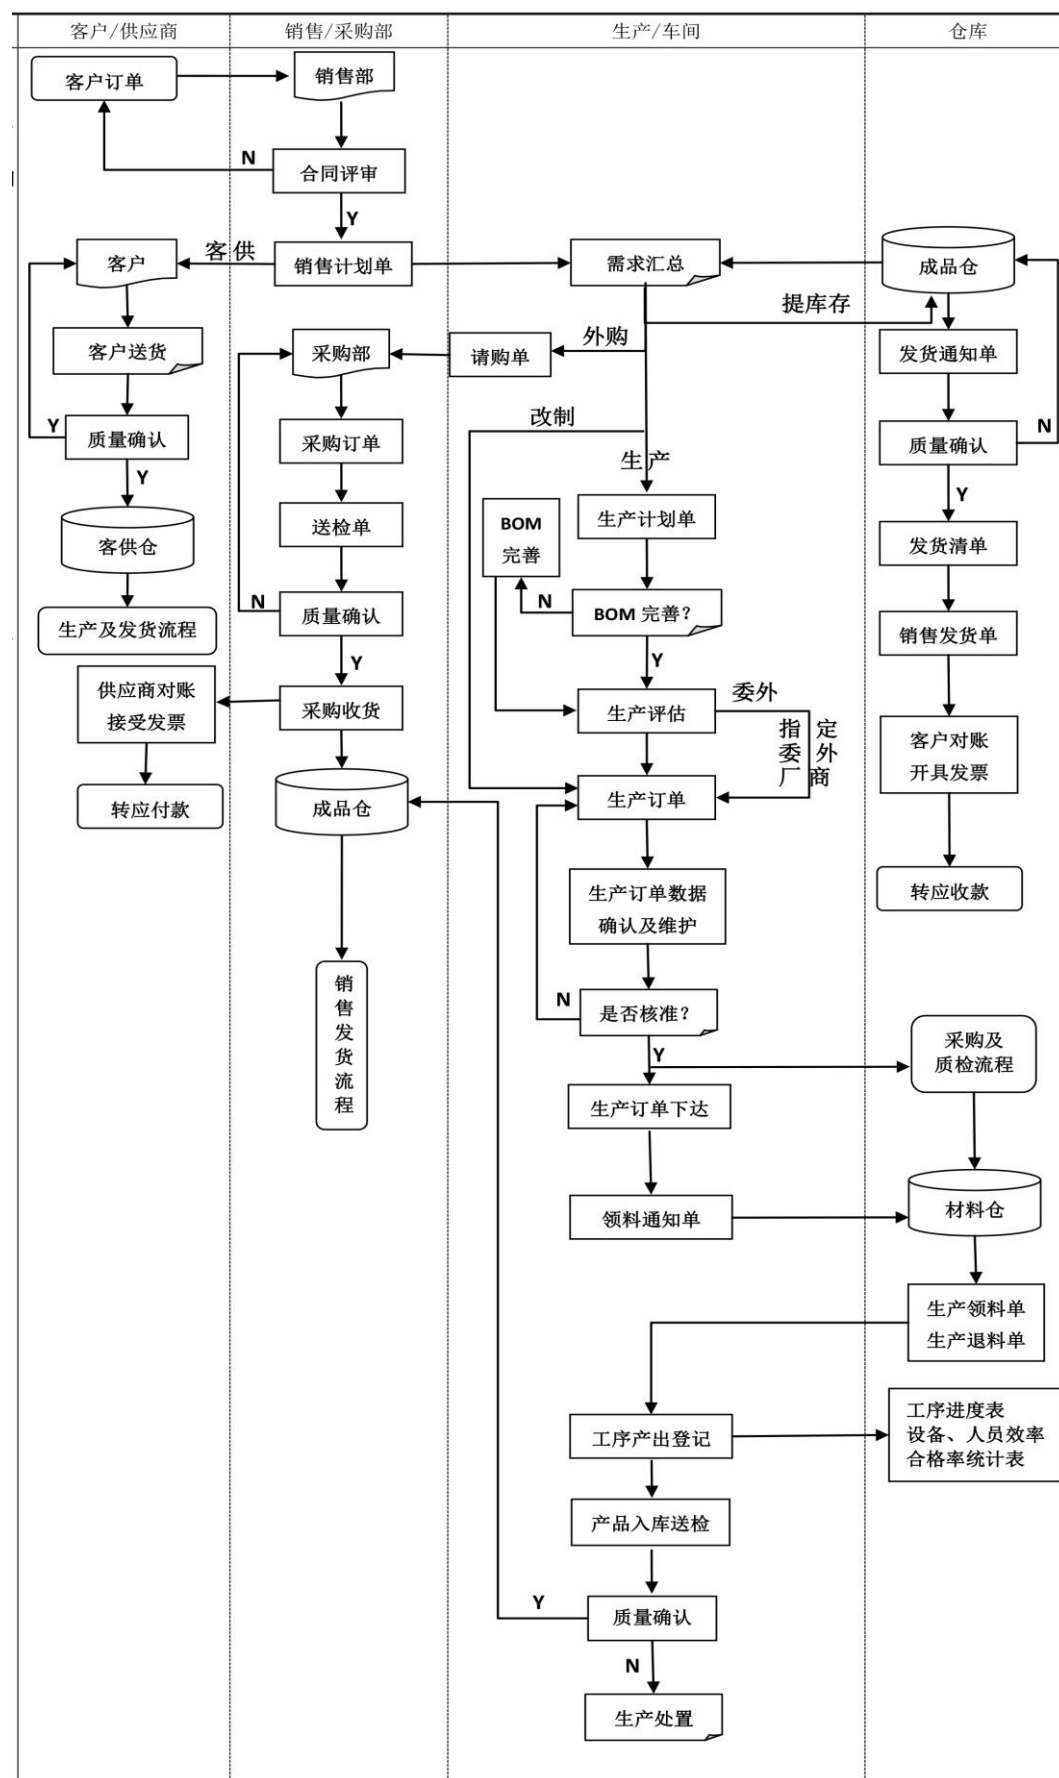 客户/供应商
销售/采购部
生产/车间
仓库
客户订单
销售部
N
合同评审
Y
客供
客户
销售计划单
需求汇总
成品仓
提库存
外购
客户送货
采购部
请购单
发货通知单
改制
Y
质量确认
采购订单
质量确认
N
生产
Y
Y
BOM
完善
生产计划单
送检单
发货清单
客供仓
N
质量确认
N
BOM 完善?
生产及发货流程
销售发货单
Y
Y
供应商对账
接受发票
采购收货
生产评估
委外
指定
委外
厂商
客户对账
开具发票
转应付款
成品仓
生产订单
生产订单数据
确认及维护
转应收款
销售发货流程
N
是否核准?
Y
采购及
质检流程
生产订单下达
领料通知单
材料仓
生产领料单
生产退料单
工序产出登记
工序进度表
设备、人员效率
合格率统计表
产品入库送检
Y
质量确认
N
生产处置